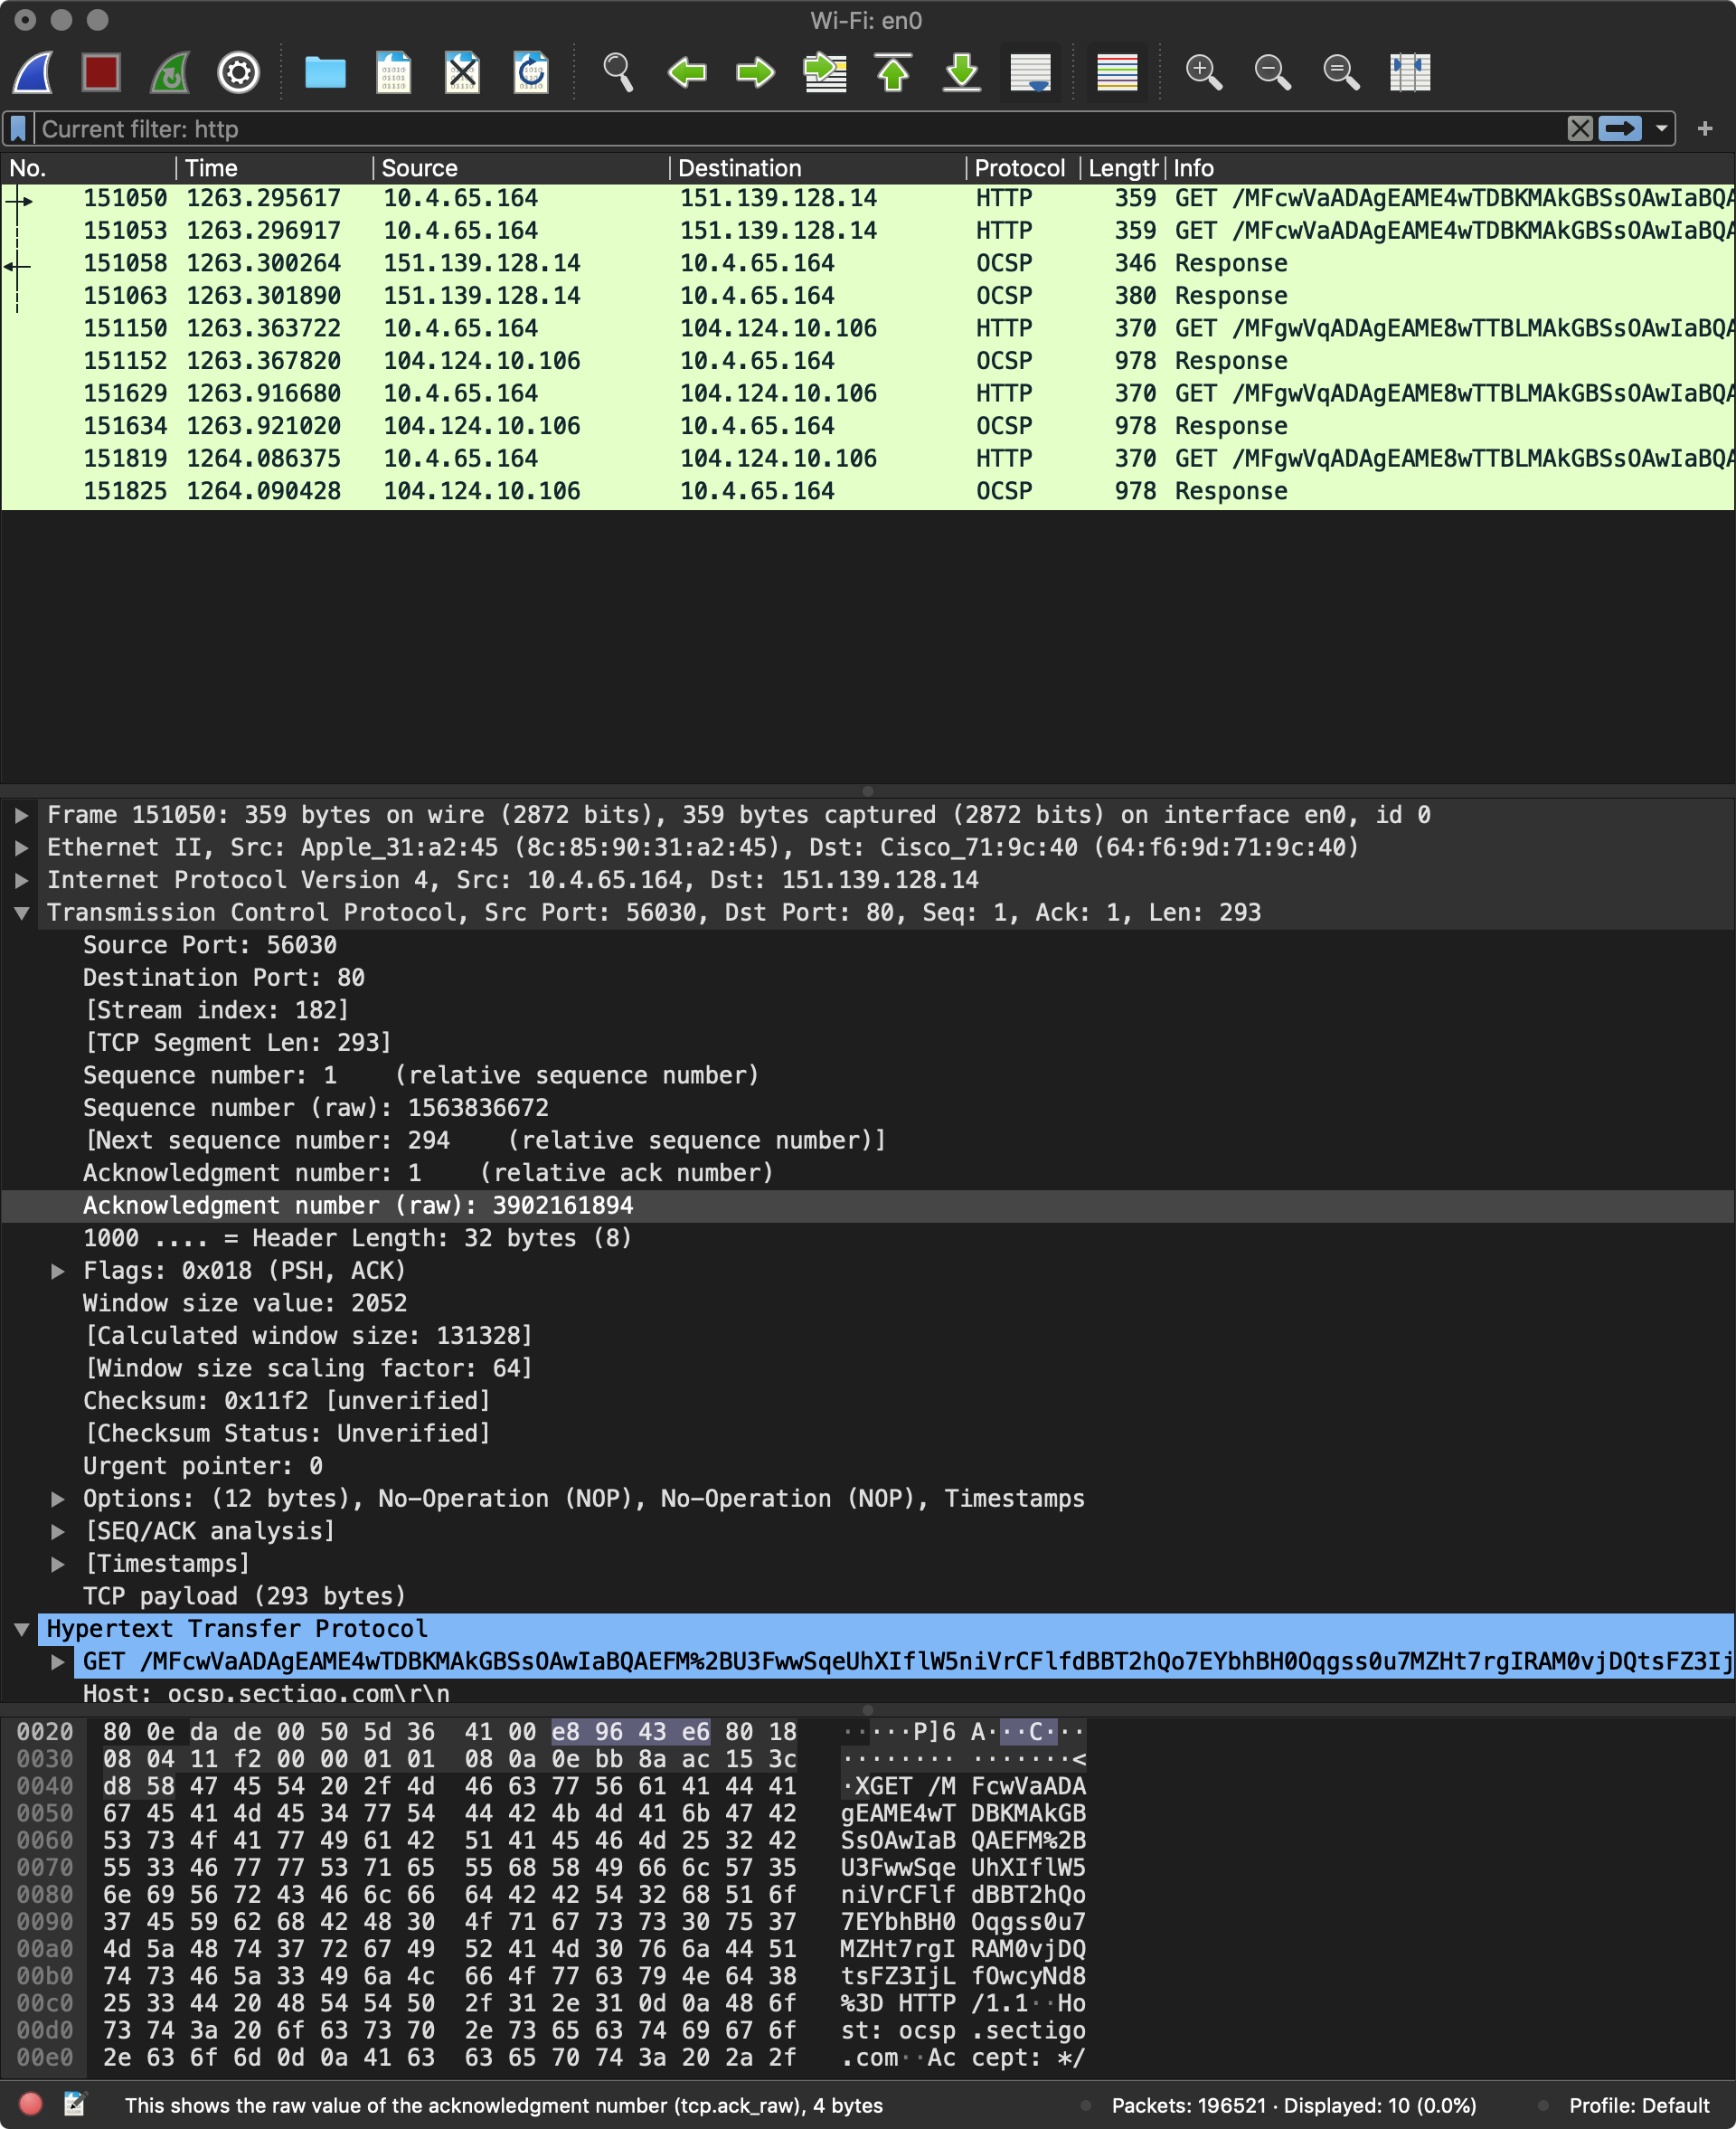 Wi-Fi: en0
Current filter: http
No. Time Source Destination Protocol Length Info
151050 1263.295617 10.4.65.164 151.139.128.14 HTTP 359 GET /MFcwVaADAgEAME4wTDBKMAkGBSsOAwIaBQA
151053 1263.296917 10.4.65.164 151.139.128.14 HTTP 359 GET /MFcwVaADAgEAME4wTDBKMAkGBSsOAwIaBQA
151058 1263.300264 151.139.128.14 10.4.65.164 OCSP 346 Response
151063 1263.301890 151.139.128.14 10.4.65.164 OCSP 380 Response
151150 1263.363722 10.4.65.164 104.124.10.106 HTTP 370 GET /MFgwVqADAgEAME8wTTBLMAkGBSsOAwIaBQA
151152 1263.367820 104.124.10.106 10.4.65.164 OCSP 978 Response
151629 1263.916680 10.4.65.164 104.124.10.106 HTTP 370 GET /MFgwVqADAgEAME8wTTBLMAkGBSsOAwIaBQA
151634 1263.921020 104.124.10.106 10.4.65.164 OCSP 978 Response
151819 1264.086375 10.4.65.164 104.124.10.106 HTTP 370 GET /MFgwVqADAgEAME8wTTBLMAkGBSsOAwIaBQA
151825 1264.090428 104.124.10.106 10.4.65.164 OCSP 978 Response
Frame 151050: 359 bytes on wire (2872 bits), 359 bytes captured (2872 bits) on interface en0, id 0
Ethernet II, Src: Apple_31:a2:45 (8c:85:90:31:a2:45), Dst: Cisco_71:9c:40 (64:f6:9d:71:9c:40)
Internet Protocol Version 4, Src: 10.4.65.164, Dst: 151.139.128.14
Transmission Control Protocol, Src Port: 56030, Dst Port: 80, Seq: 1, Ack: 1, Len: 293
Source Port: 56030
Destination Port: 80
[Stream index: 182]
[TCP Segment Len: 293]
Sequence number: 1 (relative sequence number)
Sequence number (raw): 1563836672
[Next sequence number: 294 (relative sequence number)]
Acknowledgment number: 1 (relative ack number)
Acknowledgment number (raw): 3902161894
1000 .... = Header Length: 32 bytes (8)
Flags: 0x018 (PSH, ACK)
Window size value: 2052
[Calculated window size: 131328]
[Window size scaling factor: 64]
Checksum: 0x11f2 [unverified]
[Checksum Status: Unverified]
Urgent pointer: 0
Options: (12 bytes), No-Operation (NOP), No-Operation (NOP), Timestamps
[SEQ/ACK analysis]
[Timestamps]
TCP payload (293 bytes)
Hypertext Transfer Protocol
GET /MFcwVaADAgEAME4wTDBKMAkGBSsOAwIaBQAEFM%2BU3FwwSqeUhXIflW5niVrCFlfdBBT2hQo7EYbhBH0Oqgss0u7MZHt7rgIRAM0vjDQtsFZ3Ij
Host: ocsp.sectigo.com\r\n
0020 80 0e da de 00 50 5d 36 41 00 e8 96 43 e6 80 18 ·····P]6 A···C···
0030 08 04 11 f2 00 00 01 01 08 0a 0e bb 8a ac 15 3c ········ ·······<
0040 d8 58 47 45 54 20 2f 4d 46 63 77 56 61 41 44 41 ·XGET /M FcwVaADA
0050 67 45 41 4d 45 34 77 54 44 42 4b 4d 41 6b 47 42 gEAME4wT DBKMAkGB
0060 53 73 4f 41 77 49 61 42 51 41 45 46 4d 25 32 42 SsOAwIaB QAEFM%2B
0070 55 33 46 77 77 53 71 65 55 68 58 49 66 6c 57 35 U3FwwSqe UhXIflW5
0080 6e 69 56 72 43 46 6c 66 64 42 42 54 32 68 51 6f niVrCFlf dBBT2hQo
0090 37 45 59 62 68 42 48 30 4f 71 67 73 73 30 75 37 7EYbhBH0 Oqgss0u7
00a0 4d 5a 48 74 37 72 67 49 52 41 4d 30 76 6a 44 51 MZHt7rgI RAM0vjDQ
00b0 74 73 46 5a 33 49 6a 4c 66 4f 77 63 79 4e 64 38 tsFZ3IjL fOwcyNd8
00c0 25 33 44 20 48 54 54 50 2f 31 2e 31 0d 0a 48 6f %3D HTTP /1.1··Ho
00d0 73 74 3a 20 6f 63 73 70 2e 73 65 63 74 69 67 6f st: ocsp .sectigo
00e0 2e 63 6f 6d 0d 0a 41 63 63 65 70 74 3a 20 2a 2f .com··Ac cept: */
This shows the raw value of the acknowledgment number (tcp.ack_raw), 4 bytes Packets: 196521 · Displayed: 10 (0.0%) Profile: Default